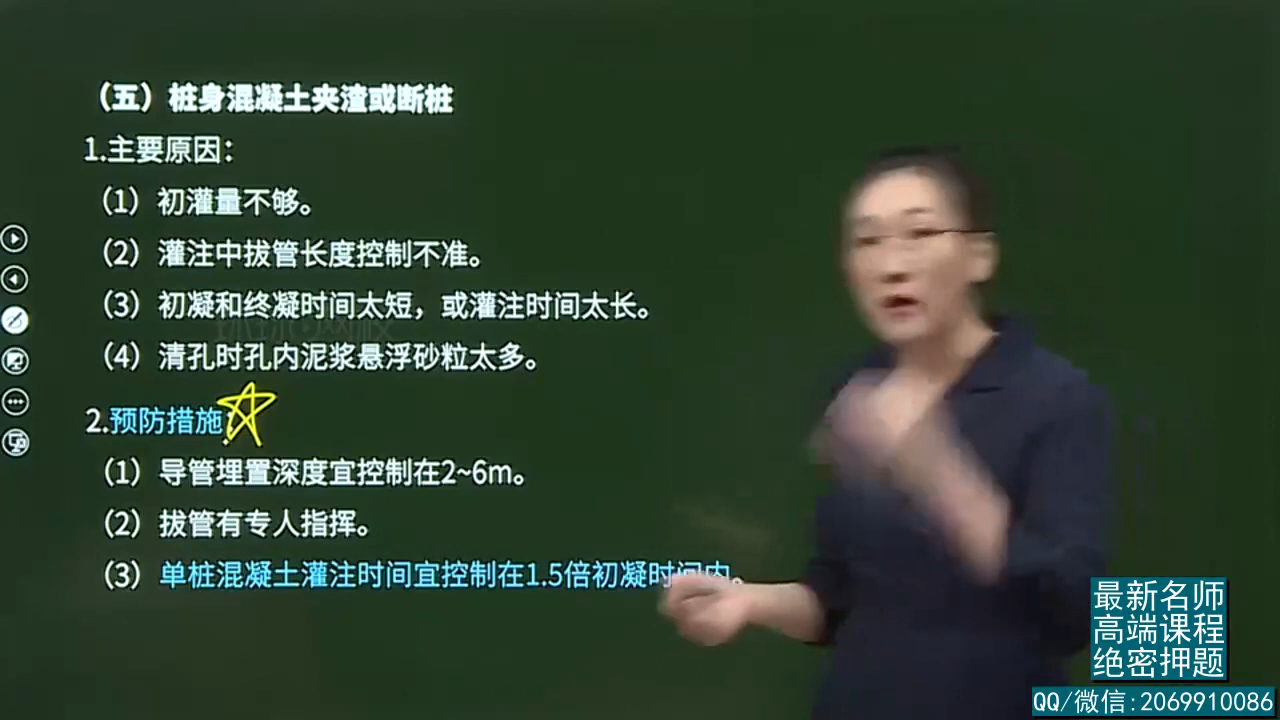 （五）桩身混凝土夹渣或断桩
1.主要原因：
（1）初灌量不够。
（2）灌注中拔管长度控制不准。
（3）初凝和终凝时间太短，或灌注时间太长。
（4）清孔时孔内泥浆悬浮砂粒太多。
2.预防措施：
（1）导管埋置深度宜控制在2~6m。
（2）拔管有专人指挥。
（3）单桩混凝土灌注时间宜控制在1.5倍初凝时间内。
最新名师
高端课程
绝密押题
QQ/微信:2069910086